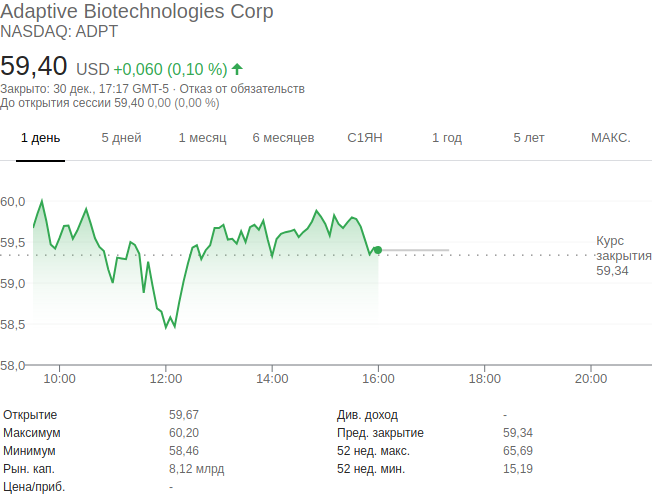 Adaptive Biotechnologies Corp
NASDAQ: ADPT
59,40 USD +0,060 (0,10 %)
Закрыто: 30 дек., 17:17 GMT-5 · Отказ от обязательств
До открытия сессии 59,40 0,00 (0,00 %)
1 день 5 дней 1 месяц 6 месяцев С1ЯН 1 год 5 лет МАКС.
60,0
59,5
Курс
закрытия
59,34
59,0
58,5
58,0
10:00 12:00 14:00 16:00 18:00 20:00
Открытие 59,67 Див. доход -
Максимум 60,20 Пред. закрытие 59,34
Минимум 58,46 52 нед. макс. 65,69
Рын. кап. 8,12 млрд 52 нед. мин. 15,19
Цена/приб. -